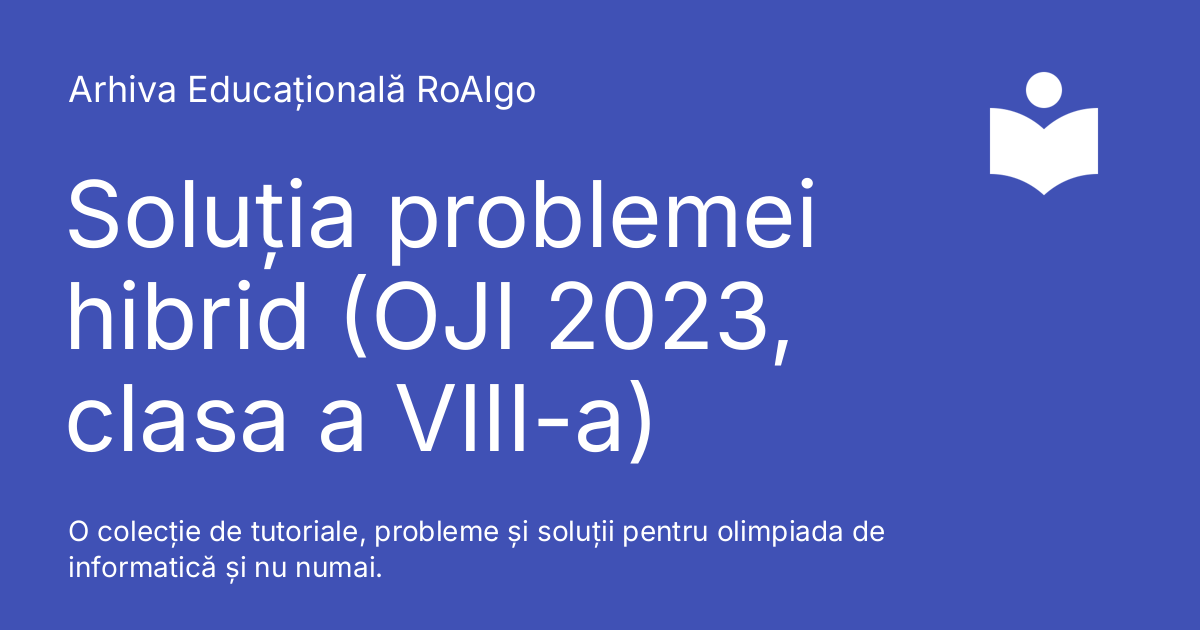 Arhiva Educațională RoAlgo
Soluția problemei
hibrid (OJI 2023,
clasa a VIII-a)
O colecție de tutoriale, probleme și soluții pentru olimpiada de
informatică și nu numai.